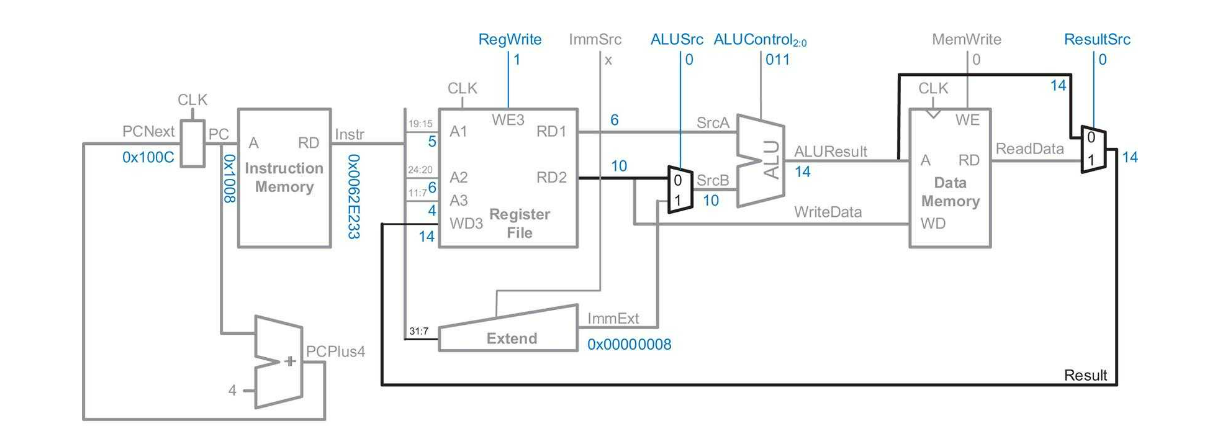 RegWrite ImmSrc ALUSrc ALUControl2:0 MemWrite ResultSrc
1 x 0 011 0 0
CLK CLK CLK
14
PCNext PC A RD Instr
0x100C 0x1008 Instruction Memory 0x0062E233
19:15 A1 WE3 RD1 6 SrcA
5
24:20 A2 RD2 10 0 SrcB
6
11:7 A3 1 10
4
WD3 Register File
14
ALU ALUResult
14
WE
A RD ReadData 0 1 14
Data Memory
WriteData WD
ImmExt
31:7 Extend 0x00000008
PCPlus4
+
4
Result